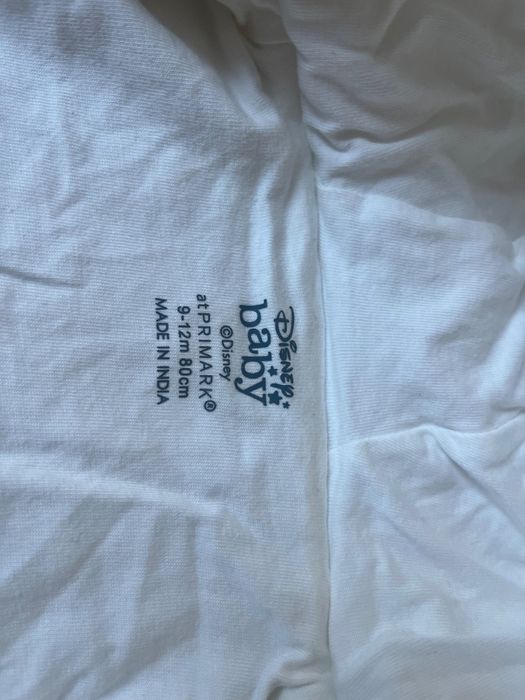 Disney
baby
©Disney
at PRIMARK®
9-12m 80cm
MADE IN INDIA